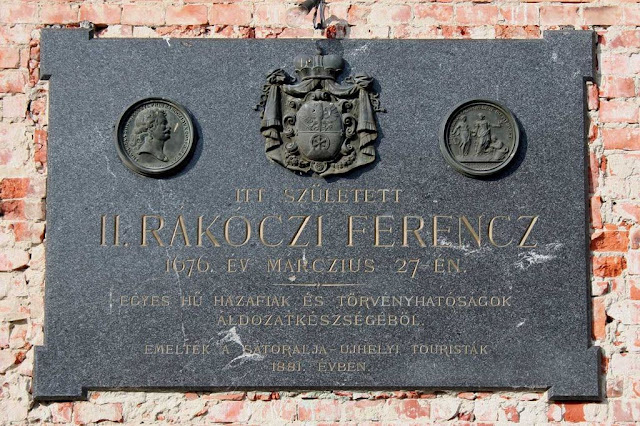 ITT SZÜLETETT
II. RÁKÓCZI FERENCZ
1676. ÉV MÁRCZIUS 27-ÉN.
EGYES HŰ HAZAFIAK ÉS TÖRVÉNYHATÓSÁGOK
ÁLDOZATKÉSZSÉGÉBŐL.
EMELTÉK A SÁTORALJA-UJHELYI TOURISTÁK
1881. ÉVBEN.